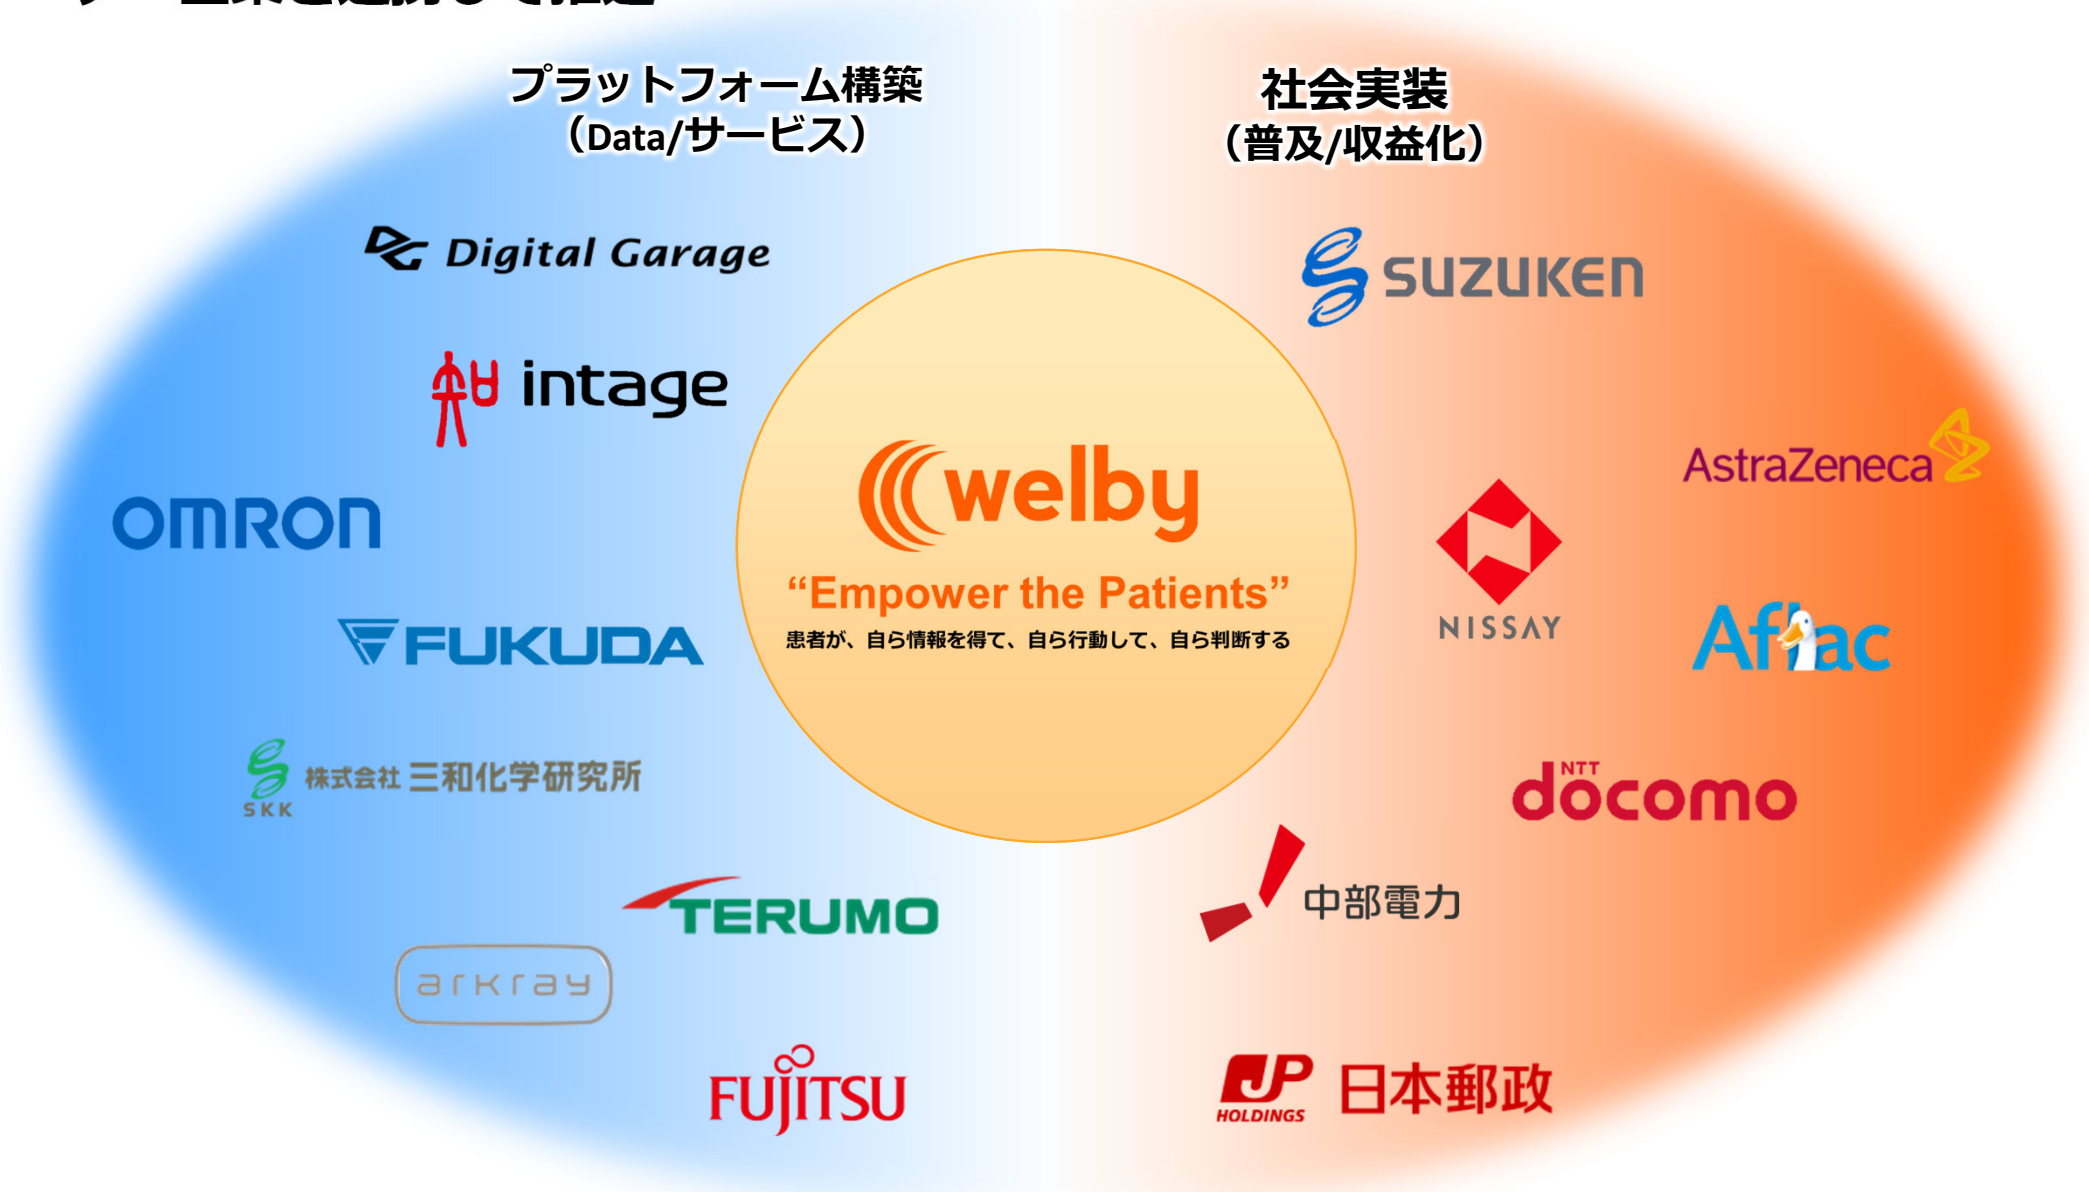 プラットフォーム構築
（Data/サービス）
社会実装
（普及/収益化）
Digital Garage
intage
OMRON
FUKUDA
SKK
株式会社 三和化学研究所
TERUMO
arkray
FUJITSU
welby
“Empower the Patients”
患者が、自ら情報を得て、自ら行動して、自ら判断する
SUZUKEN
AstraZeneca
NISSAY
Aflac
NTT
docomo
中部電力
JP
HOLDINGS
日本郵政